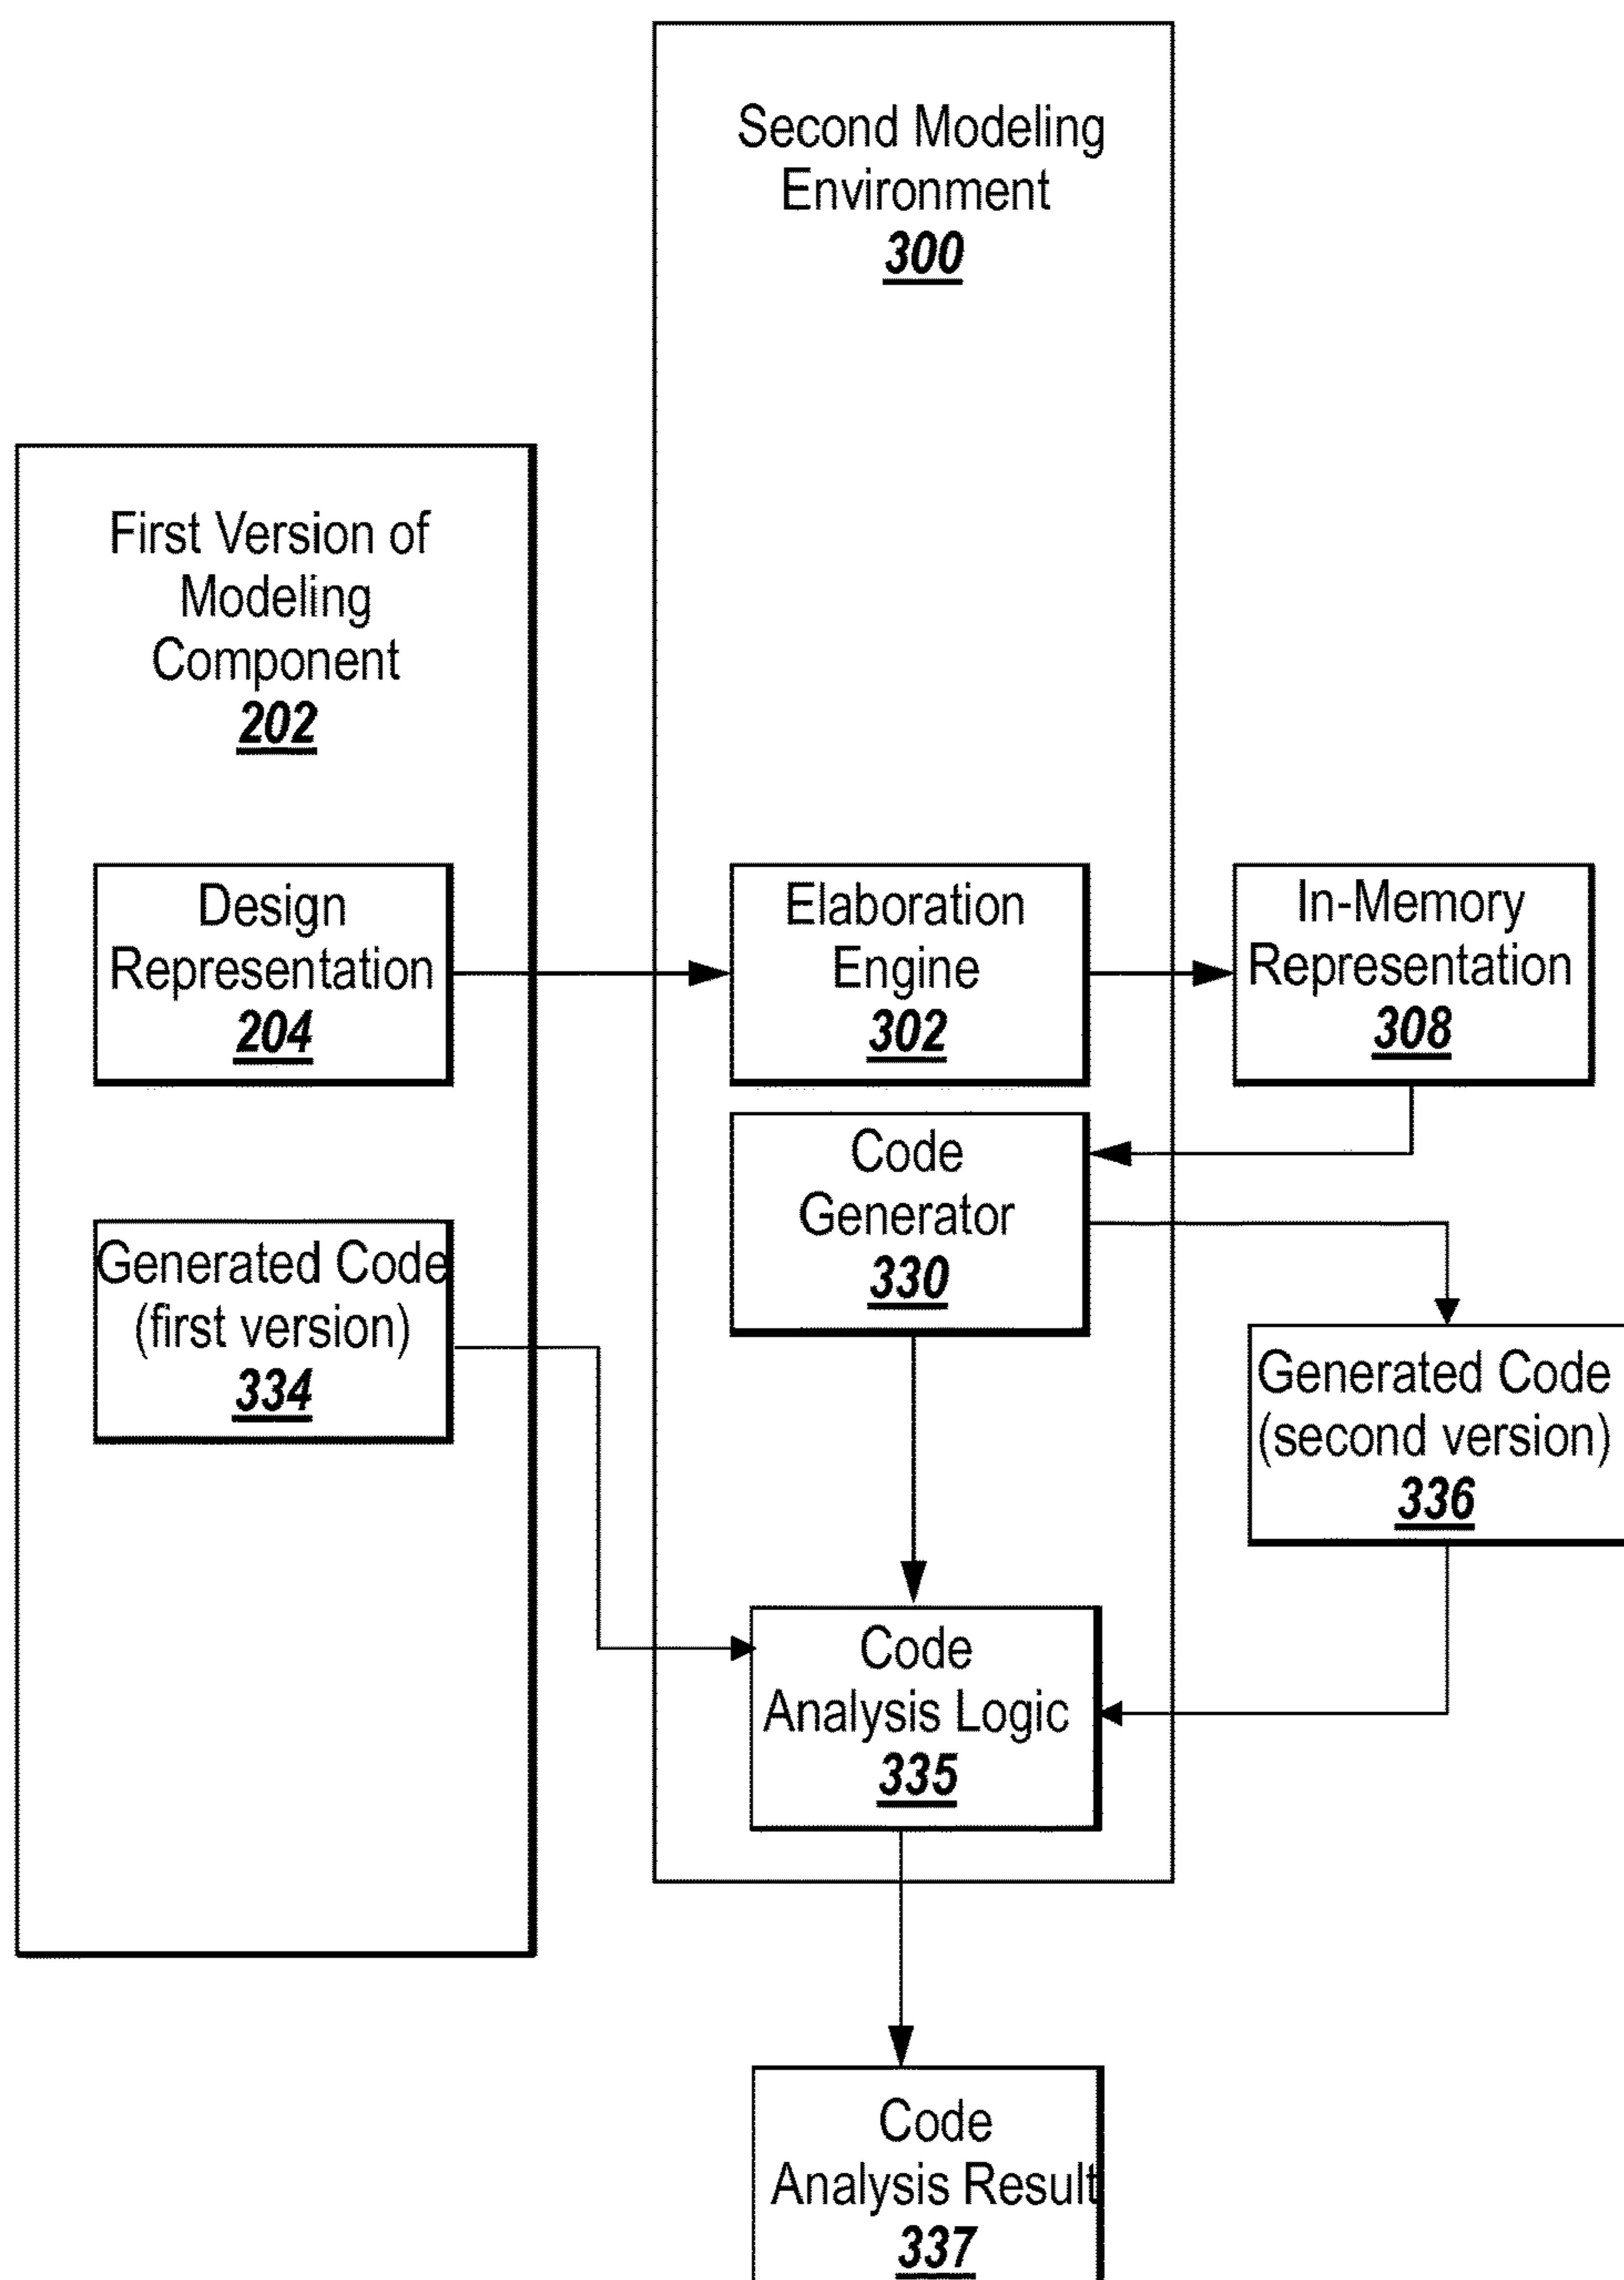 Second Modeling
Environment
300
First Version of
Modeling
Component
202
Design
Representation
204
Elaboration
Engine
302
In-Memory
Representation
308
Code
Generator
330
Generated Code
(first version)
334
Generated Code
(second version)
336
Code
Analysis Logic
335
Code
Analysis Result
337